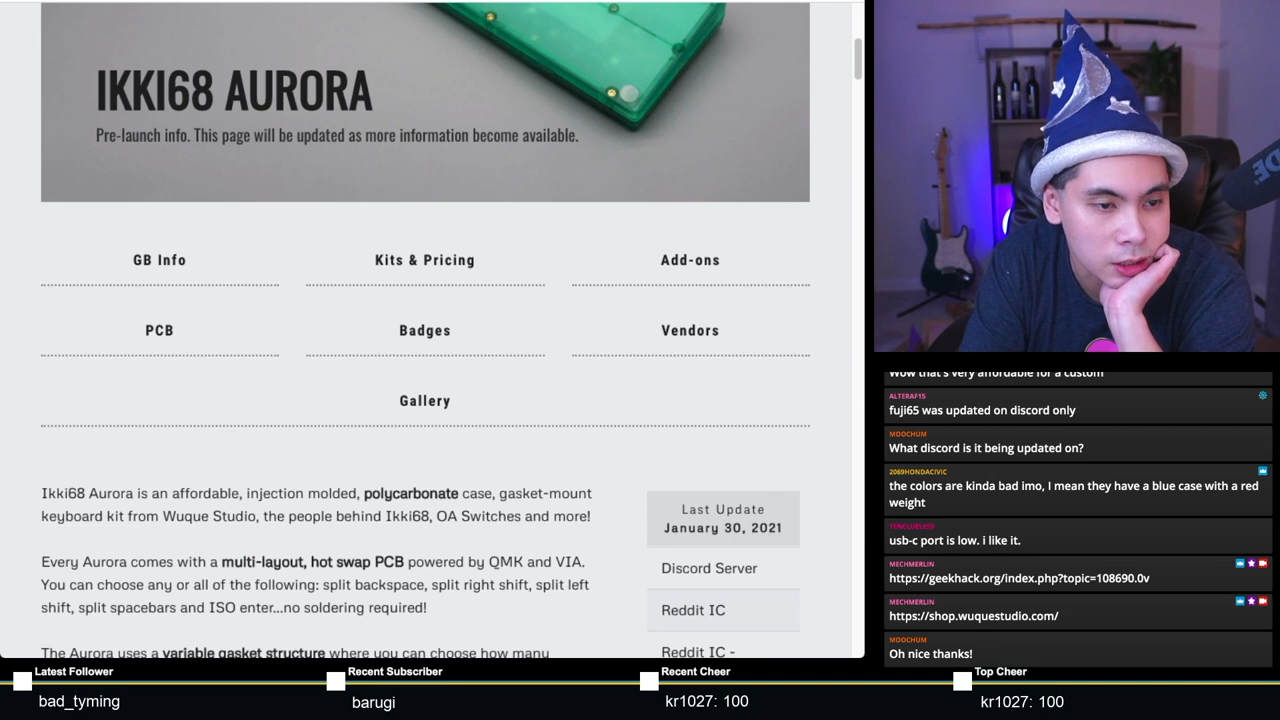 IKKI68 AURORA
Pre-launch info. This page will be updated as more information become available.
GB Info
Kits & Pricing
Add-ons
PCB
Badges
Vendors
Gallery
Ikki68 Aurora is an affordable, injection molded, polycarbonate case, gasket-mount
keyboard kit from Wuque Studio, the people behind Ikki68, OA Switches and more!
Every Aurora comes with a multi-layout, hot swap PCB powered by QMK and VIA.
You can choose any or all of the following: split backspace, split right shift, split left
shift, split spacebars and ISO enter...no soldering required!
The Aurora uses a variable gasket structure where you can choose how many
Last Update
January 30, 2021
Discord Server
Reddit IC
Reddit IC -
DE
Wow that's very affordable for a custom
ALTERAF15
fuji65 was updated on discord only
MOOCHUM
What discord is it being updated on?
2069HONDACIVIC
the colors are kinda bad imo, I mean they have a blue case with a red
weight
TENCLUELESS
usb-c port is low. i like it.
MECHMERLIN
https://geekhack.org/index.php?topic=108690.0v
MECHMERLIN
https://shop.wuquestudio.com/
MOOCHUM
Oh nice thanks!
Latest Follower
bad_tyming
Recent Subscriber
barugi
Recent Cheer
kr1027: 100
Top Cheer
kr1027: 100